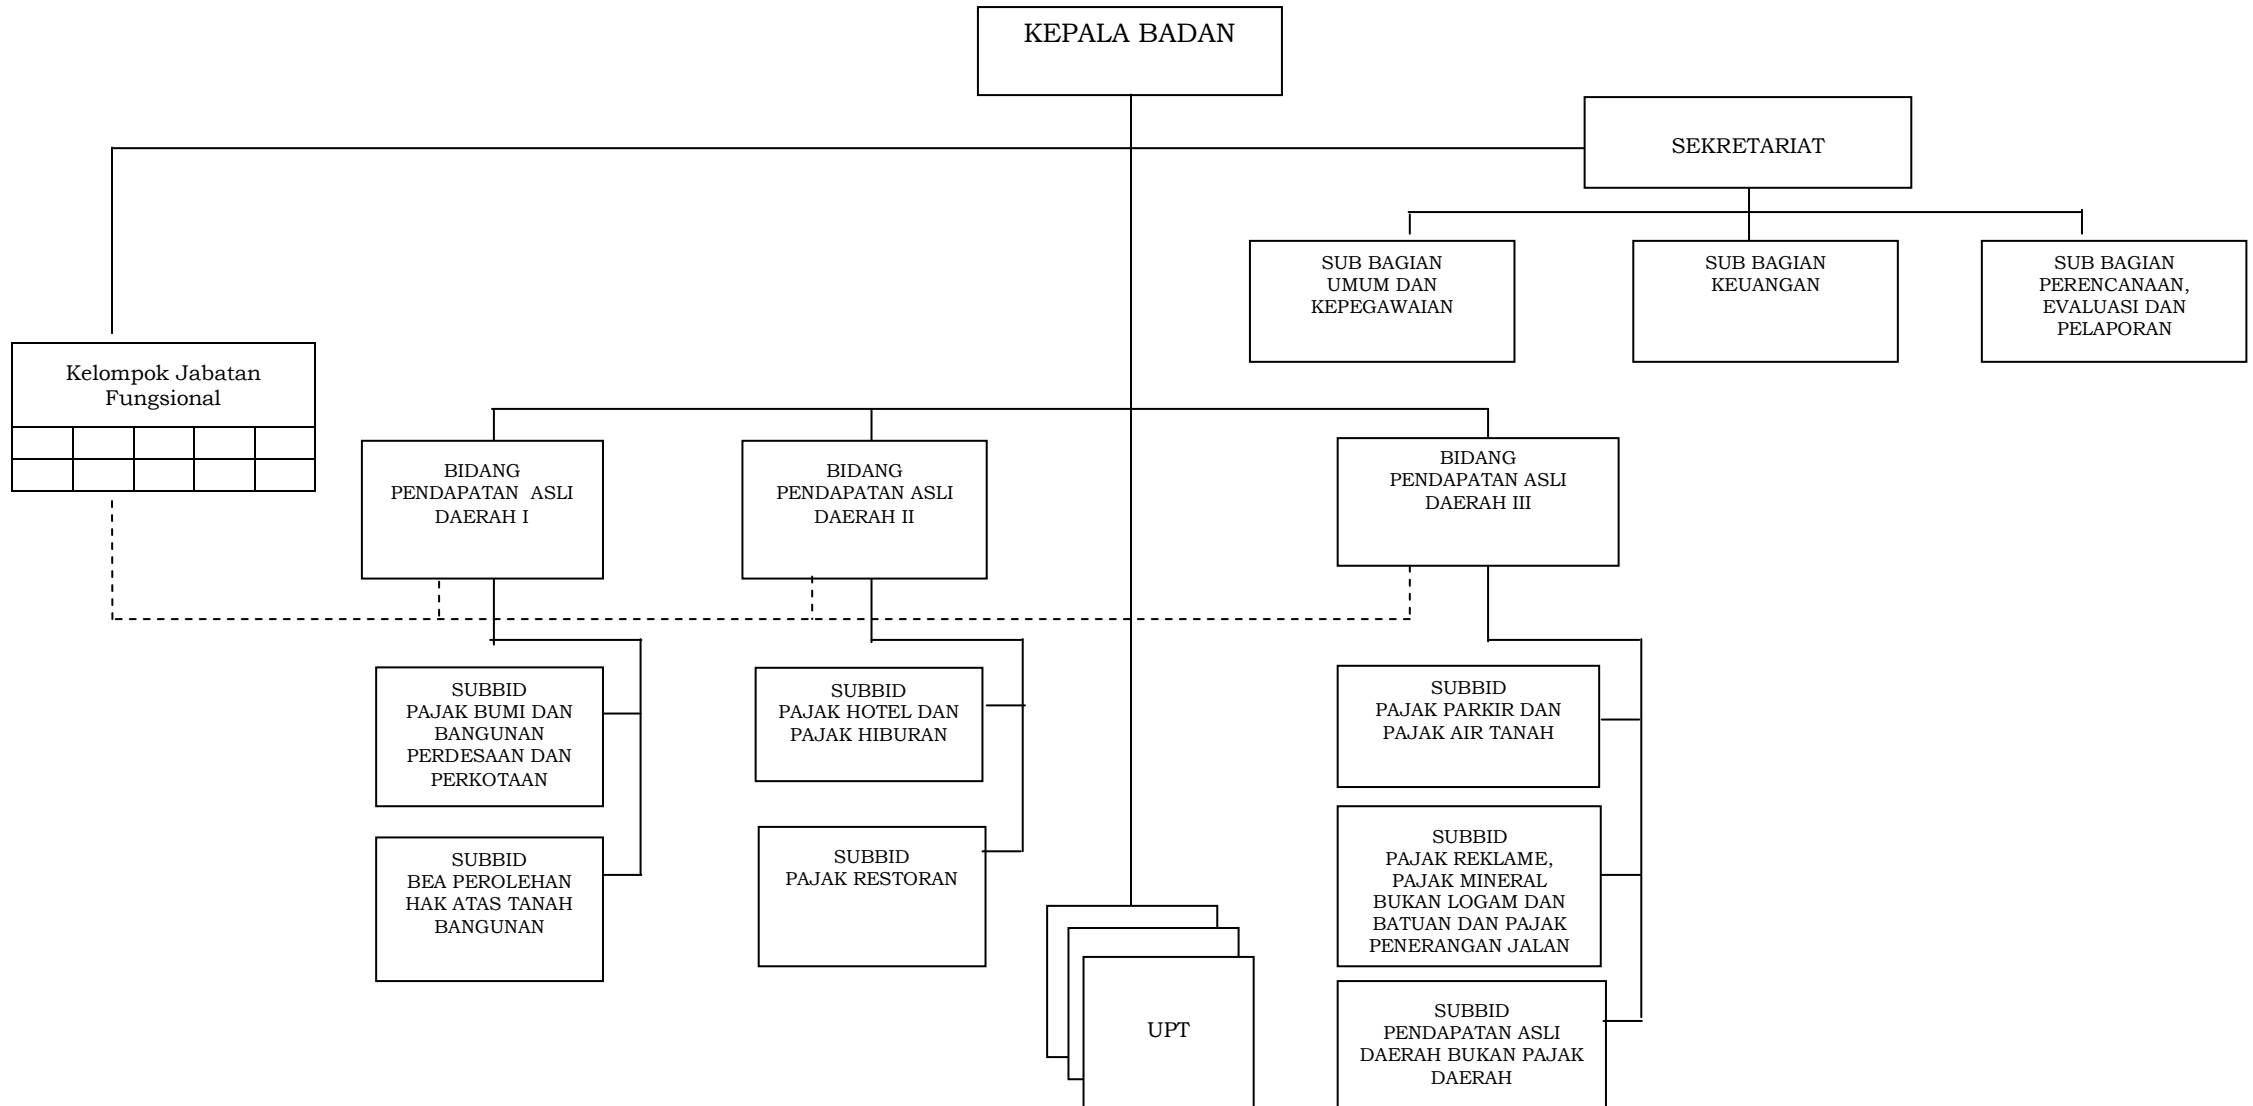 KEPALA BADAN
SEKRETARIAT
SUB BAGIAN
UMUM DAN
KEPEGAWAIAN
SUB BAGIAN
KEUANGAN
SUB BAGIAN
PERENCANAAN,
EVALUASI DAN
PELAPORAN
Kelompok Jabatan
Fungsional
BIDANG
PENDAPATAN ASLI
DAERAH I
BIDANG
PENDAPATAN ASLI
DAERAH II
BIDANG
PENDAPATAN ASLI
DAERAH III
SUBBID
PAJAK BUMI DAN
BANGUNAN
PERDESAAN DAN
PERKOTAAN
SUBBID
PAJAK HOTEL DAN
PAJAK HIBURAN
SUBBID
PAJAK PARKIR DAN
PAJAK AIR TANAH
SUBBID
BEA PEROLEHAN
HAK ATAS TANAH
BANGUNAN
SUBBID
PAJAK RESTORAN
SUBBID
PAJAK REKLAME,
PAJAK MINERAL
BUKAN LOGAM DAN
BATUAN DAN PAJAK
PENERANGAN JALAN
UPT
SUBBID
PENDAPATAN ASLI
DAERAH BUKAN PAJAK
DAERAH